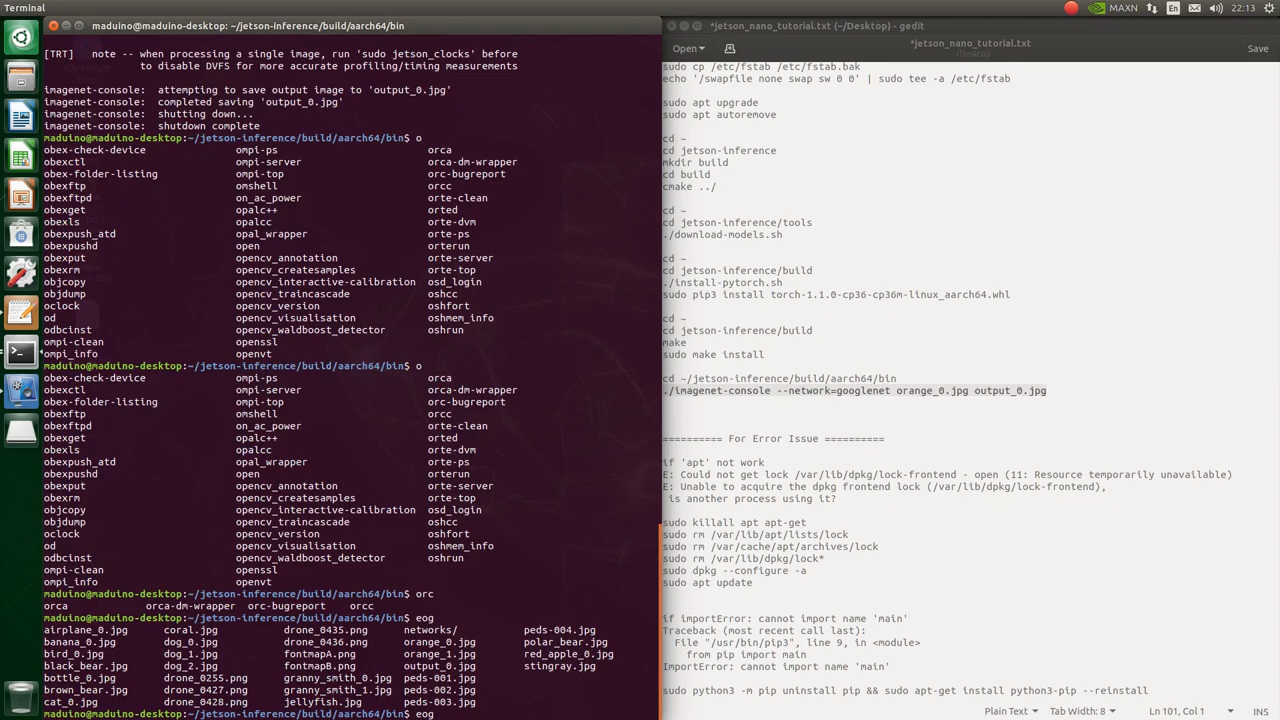 Terminal
MAXN En 22:13
maduino@maduino-desktop: ~/jetson-inference/build/aarch64/bin
[TRT]   note -- when processing a single image, run 'sudo jetson_clocks' before
to disable DVFS for more accurate profiling/timing measurements
imagenet-console:  attempting to save output image to 'output_0.jpg'
imagenet-console:  completed saving 'output_0.jpg'
imagenet-console:  shutting down...
imagenet-console:  shutdown complete
maduino@maduino-desktop:~/jetson-inference/build/aarch64/bin$ o
obex-check-device ompi-ps orca
obexctl ompi-server orca-dm-wrapper
obex-folder-listing ompi-top orc-bugreport
obexftp omshell orcc
obexftpd on_ac_power orte-clean
obexget opalc++ orted
obexls opalcc orte-dvm
obexpush_atd opal_wrapper orte-ps
obexpushd open orterun
obexput opencv_annotation orte-server
obexrm opencv_createsamples orte-top
objcopy opencv_interactive-calibration osd_login
objdump opencv_traincascade oshcc
oclock opencv_version oshfort
od opencv_visualisation oshmem_info
odbcinst opencv_waldboost_detector oshrun
ompi-clean openssl
ompi_info openvt
maduino@maduino-desktop:~/jetson-inference/build/aarch64/bin$ o
obex-check-device ompi-ps orca
obexctl ompi-server orca-dm-wrapper
obex-folder-listing ompi-top orc-bugreport
obexftp omshell orcc
obexftpd on_ac_power orte-clean
obexget opalc++ orted
obexls opalcc orte-dvm
obexpush_atd opal_wrapper orte-ps
obexpushd open orterun
obexput opencv_annotation orte-server
obexrm opencv_createsamples orte-top
objcopy opencv_interactive-calibration osd_login
objdump opencv_traincascade oshcc
oclock opencv_version oshfort
od opencv_visualisation oshmem_info
odbcinst opencv_waldboost_detector oshrun
ompi-clean openssl
ompi_info openvt
maduino@maduino-desktop:~/jetson-inference/build/aarch64/bin$ orc
orca orca-dm-wrapper orc-bugreport orcc
maduino@maduino-desktop:~/jetson-inference/build/aarch64/bin$ eog
airplane_0.jpg coral.jpg drone_0435.png networks/ peds-004.jpg
banana_0.jpg dog_0.jpg drone_0436.png orange_0.jpg polar_bear.jpg
bird_0.jpg dog_1.jpg fontmapA.png orange_1.jpg red_apple_0.jpg
black_bear.jpg dog_2.jpg fontmapB.png output_0.jpg stingray.jpg
bottle_0.jpg drone_0255.png granny_smith_0.jpg peds-001.jpg
brown_bear.jpg drone_0427.png granny_smith_1.jpg peds-002.jpg
cat_0.jpg drone_0428.png jellyfish.jpg peds-003.jpg
maduino@maduino-desktop:~/jetson-inference/build/aarch64/bin$ eog
*jetson_nano_tutorial.txt (~/Desktop) - gedit
Open *jetson_nano_tutorial.txt Save
~/Desktop
sudo cp /etc/fstab /etc/fstab.bak
echo '/swapfile none swap sw 0 0' | sudo tee -a /etc/fstab
sudo apt upgrade
sudo apt autoremove
cd ~
cd jetson-inference
mkdir build
cd build
cmake ../
cd ~
cd jetson-inference/tools
./download-models.sh
cd ~
cd jetson-inference/build
./install-pytorch.sh
sudo pip3 install torch-1.1.0-cp36-cp36m-linux_aarch64.whl
cd ~
cd jetson-inference/build
make
sudo make install
cd ~/jetson-inference/build/aarch64/bin
./imagenet-console --network=googlenet orange_0.jpg output_0.jpg
========== For Error Issue ==========
if 'apt' not work
E: Could not get lock /var/lib/dpkg/lock-frontend - open (11: Resource temporarily unavailable)
E: Unable to acquire the dpkg frontend lock (/var/lib/dpkg/lock-frontend),
is another process using it?
sudo killall apt apt-get
sudo rm /var/lib/apt/lists/lock
sudo rm /var/cache/apt/archives/lock
sudo rm /var/lib/dpkg/lock*
sudo dpkg --configure -a
sudo apt update
if importError: cannot import name 'main'
Traceback (most recent call last):
File "/usr/bin/pip3", line 9, in <module>
from pip import main
ImportError: cannot import name 'main'
sudo python3 -m pip uninstall pip && sudo apt-get install python3-pip --reinstall
Plain Text Tab Width: 8 Ln 101, Col 1 INS